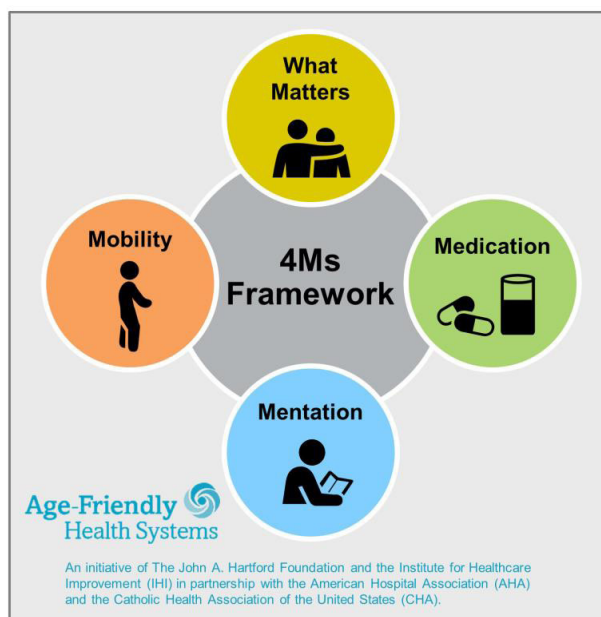 What
Matters
Mobility
4Ms
Framework
Medication
Mentation
Age-Friendly
Health Systems
An initiative of The John A. Hartford Foundation and the Institute for Healthcare
Improvement (IHI) in partnership with the American Hospital Association (AHA)
and the Catholic Health Association of the United States (CHA).